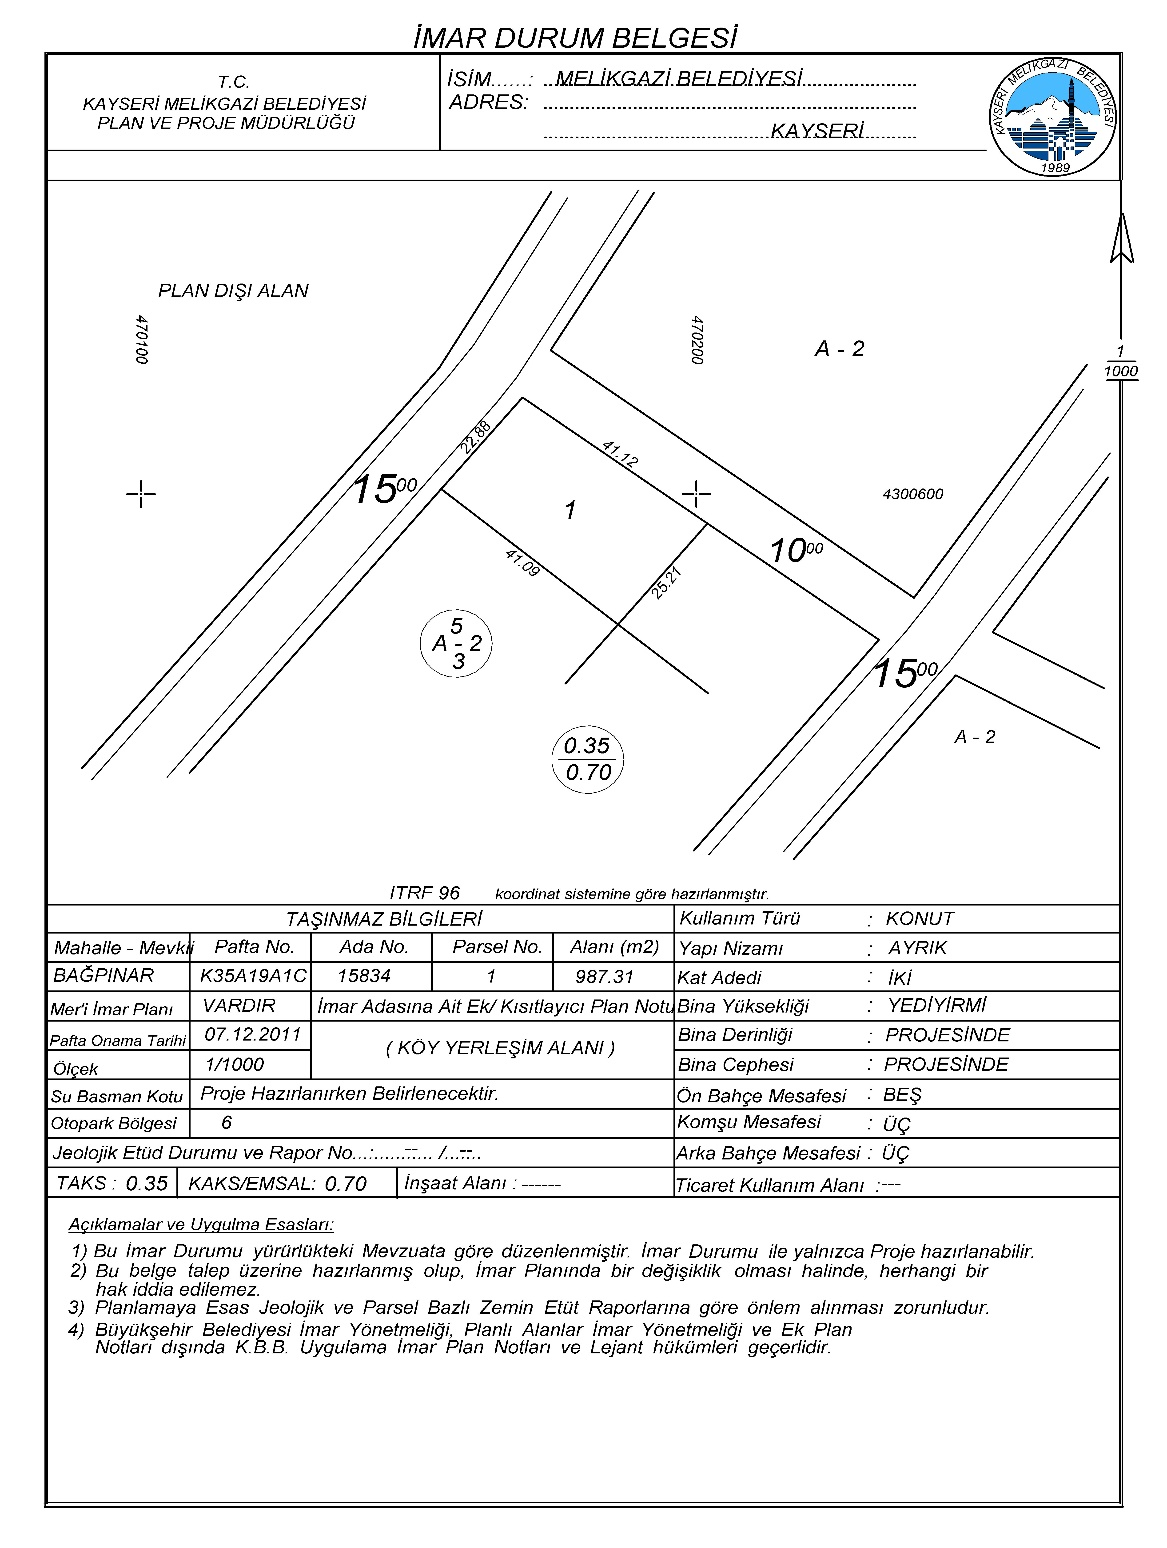 İMAR DURUM BELGESİ
T.C.
KAYSERİ MELİKGAZİ BELEDİYESİ
PLAN VE PROJE MÜDÜRLÜĞÜ
İSİM......: MELİKGAZİ BELEDİYESİ
ADRES:
KAYSERİ
KAYSERİ MELİKGAZİ BELEDİYESİ
1989
PLAN DIŞI ALAN
470100
470200
A - 2
1
1000
22.88
41.12
15 00
4300600
1
10 00
41.09
25.21
5
A - 2
3
15 00
A - 2
0.35
0.70
ITRF 96 koordinat sistemine göre hazırlanmıştır.
TAŞINMAZ BİLGİLERİ
Kullanım Türü : KONUT
Mahalle - Mevkii Pafta No. Ada No. Parsel No. Alanı (m2) Yapı Nizamı : AYRIK
BAĞPINAR K35A19A1C 15834 1 987.31 Kat Adedi : İKİ
Mer'i İmar Planı VARDIR İmar Adasına Ait Ek/ Kısıtlayıcı Plan Notu Bina Yüksekliği : YEDİYİRMİ
Pafta Onama Tarihi 07.12.2011 ( KÖY YERLEŞİM ALANI ) Bina Derinliği : PROJESİNDE
Ölçek 1/1000 Bina Cephesi : PROJESİNDE
Su Basman Kotu Proje Hazırlanırken Belirlenecektir. Ön Bahçe Mesafesi : BEŞ
Otopark Bölgesi 6 Komşu Mesafesi : ÜÇ
Jeolojik Etüd Durumu ve Rapor No...:......--... /...--.. Arka Bahçe Mesafesi : ÜÇ
TAKS : 0.35 KAKS/EMSAL: 0.70 İnşaat Alanı : ------ Ticaret Kullanım Alanı :---
Açıklamalar ve Uygulma Esasları:
1) Bu İmar Durumu yürürlükteki Mevzuata göre düzenlenmiştir. İmar Durumu ile yalnızca Proje hazırlanabilir.
2) Bu belge talep üzerine hazırlanmış olup, İmar Planında bir değişiklik olması halinde, herhangi bir
hak iddia edilemez.
3) Planlamaya Esas Jeolojik ve Parsel Bazlı Zemin Etüt Raporlarına göre önlem alınması zorunludur.
4) Büyükşehir Belediyesi İmar Yönetmeliği, Planlı Alanlar İmar Yönetmeliği ve Ek Plan
Notları dışında K.B.B. Uygulama İmar Plan Notları ve Lejant hükümleri geçerlidir.